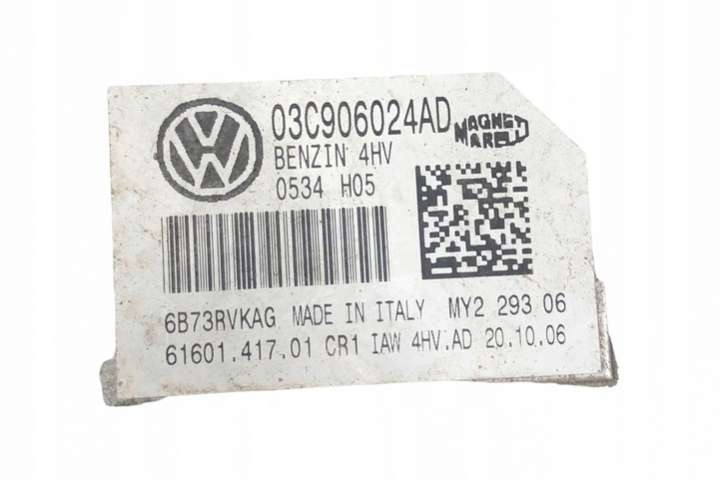 VW
03C906024AD
MAGNETI
MARELLI
BENZIN 4HV
0534 H05
6B73RVKAG MADE IN ITALY MY2 293 06
61601.417.01 CR1 IAW 4HV.AD 20.10.06